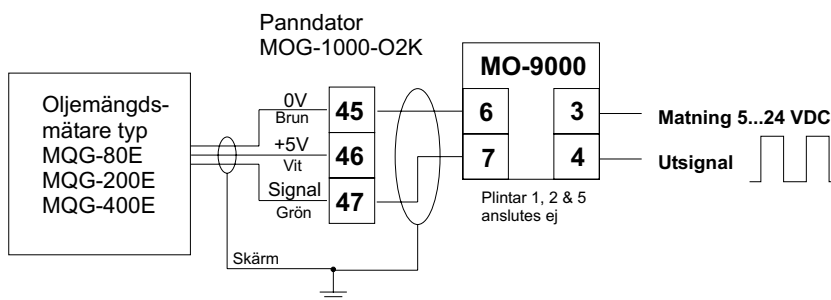 Panndator
MOG-1000-O2K
MO-9000
Oljemängds-
mätare typ
MQG-80E
MQG-200E
MQG-400E
0V
Brun
45
+5V
Vit
46
Signal
Grön
47
6
3
7
4
Matning 5...24 VDC
Utsignal
Plintar 1, 2 & 5
anslutes ej
Skärm